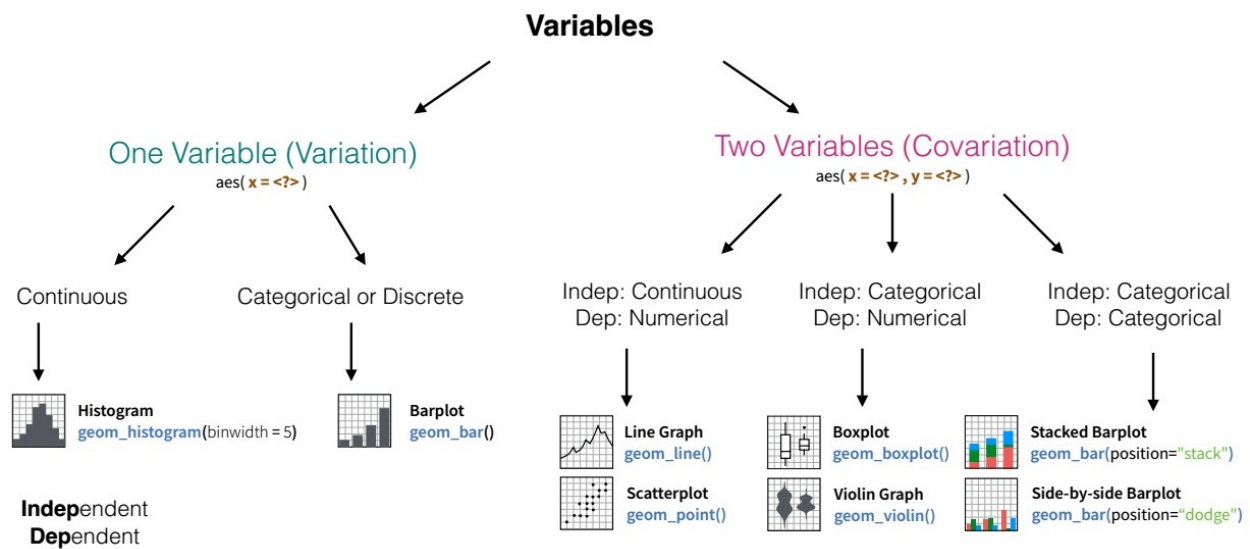 Variables
One Variable (Variation)
aes( x = <?> )
Two Variables (Covariation)
aes( x = <?> , y = <?> )
Continuous
Categorical or Discrete
Indep: Continuous
Dep: Numerical
Indep: Categorical
Dep: Numerical
Indep: Categorical
Dep: Categorical
Histogram
geom_histogram(binwidth = 5)
Barplot
geom_bar()
Line Graph
geom_line()
Scatterplot
geom_point()
Boxplot
geom_boxplot()
Violin Graph
geom_violin()
Stacked Barplot
geom_bar(position="stack")
Side-by-side Barplot
geom_bar(position="dodge")
Independent
Dependent